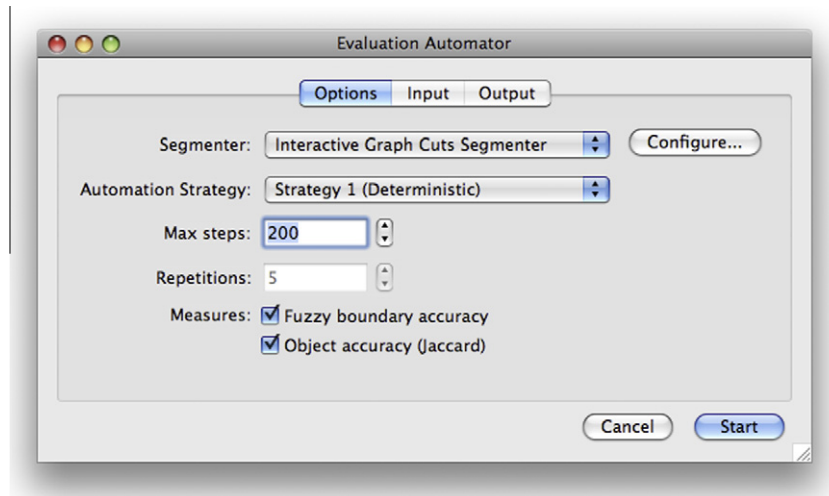 Evaluation Automator
Options Input Output
Segmenter: Interactive Graph Cuts Segmenter Configure...
Automation Strategy: Strategy 1 (Deterministic)
Max steps: 200
Repetitions: 5
Measures: Fuzzy boundary accuracy
Object accuracy (Jaccard)
Cancel Start